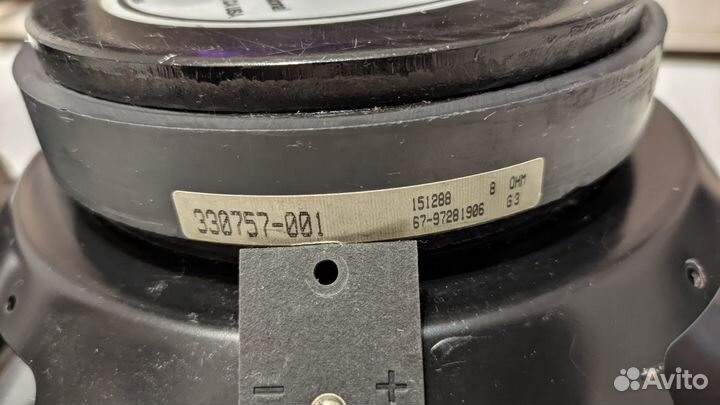 330757-001
151288 8 OHM
67-97281906 G3
- +
Avito